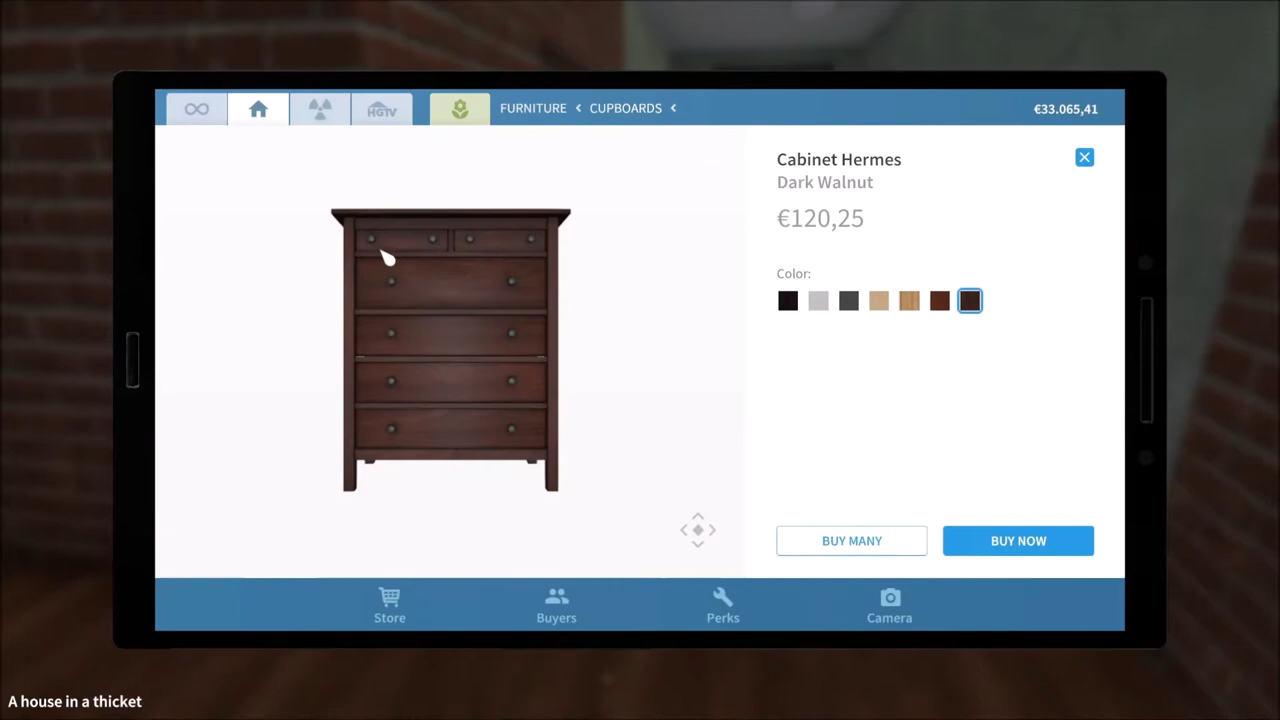 HGTV
FURNITURE < CUPBOARDS <
€33.065,41
Cabinet Hermes
Dark Walnut
€120,25
Color:
BUY MANY
BUY NOW
Store
Buyers
Perks
Camera
A house in a thicket